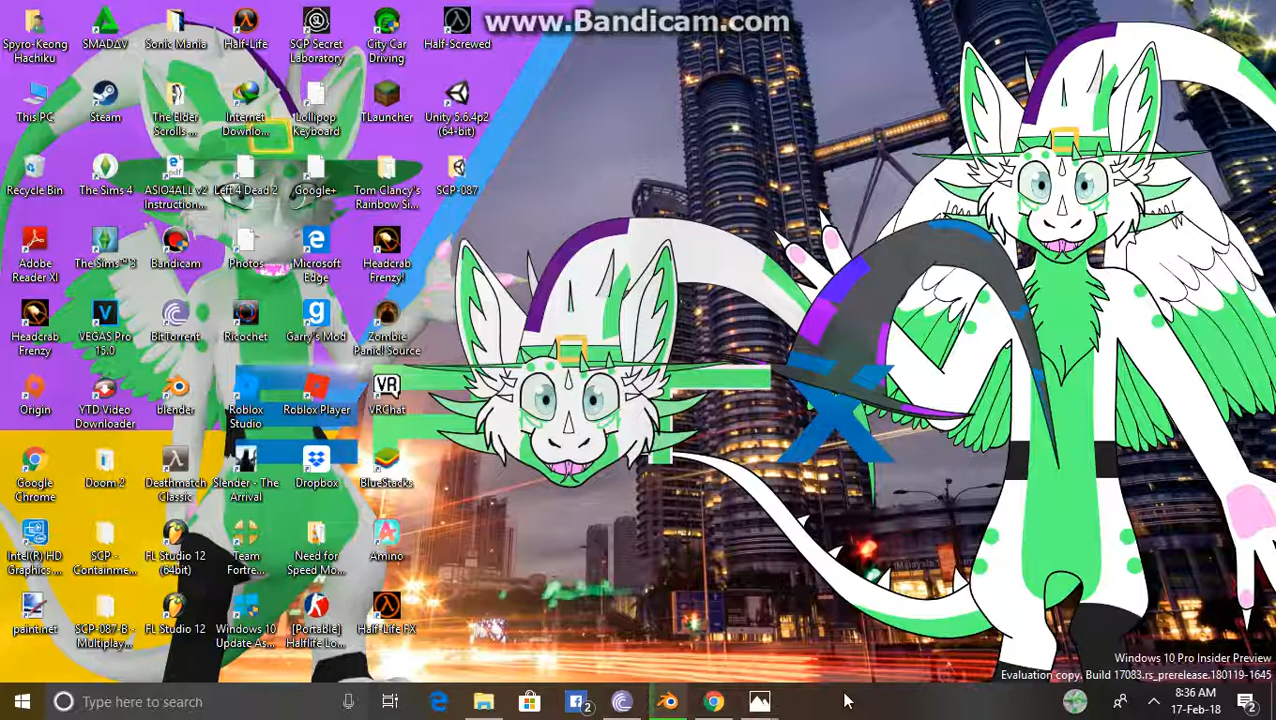 www.Bandicam.com
Spyro-Keong
Hachiku
SMADAV
Sonic Mania
Half-Life
SCP Secret
Laboratory
City Car
Driving
Half-Screwed
This PC
Steam
The Elder
Scrolls ...
Internet
Downlo...
Lollipop
Keyboard
TLauncher
Unity 5.6.4p2
(64-bit)
Recycle Bin
The Sims 4
pdf
ASIO4ALL v2
Instruction...
Left 4 Dead 2
Google+
Tom Clancy's
Rainbow Si...
SCP-087
Adobe
Reader XI
The Sims™ 3
Bandicam
Photos
Microsoft
Edge
Headcrab
Frenzy!
Headcrab
Frenzy
VEGAS Pro
15.0
BitTorrent
Ricochet
Garry's Mod
Zombie
Panic! Source
Origin
YTD Video
Downloader
Blender
Roblox
Studio
Roblox Player
VR
VRChat
Google
Chrome
Doom 2
Deathmatch
Classic
Slender - The
Arrival
Dropbox
BlueStacks
Intel(R) HD
Graphics ...
SCP -
Containme...
FL Studio 12
(64bit)
Team
Fortre...
Need for
Speed Mo...
Amino
paint.net
SCP-087-B -
Multiplay...
FL Studio 12
Windows 10
Update As...
[Portable]
Halflife Lo...
Half-Life FX
Windows 10 Pro Insider Preview
Evaluation copy. Build 17083.rs_prerelease.180119-1645
Type here to search
2
8:36 AM
17-Feb-18
2